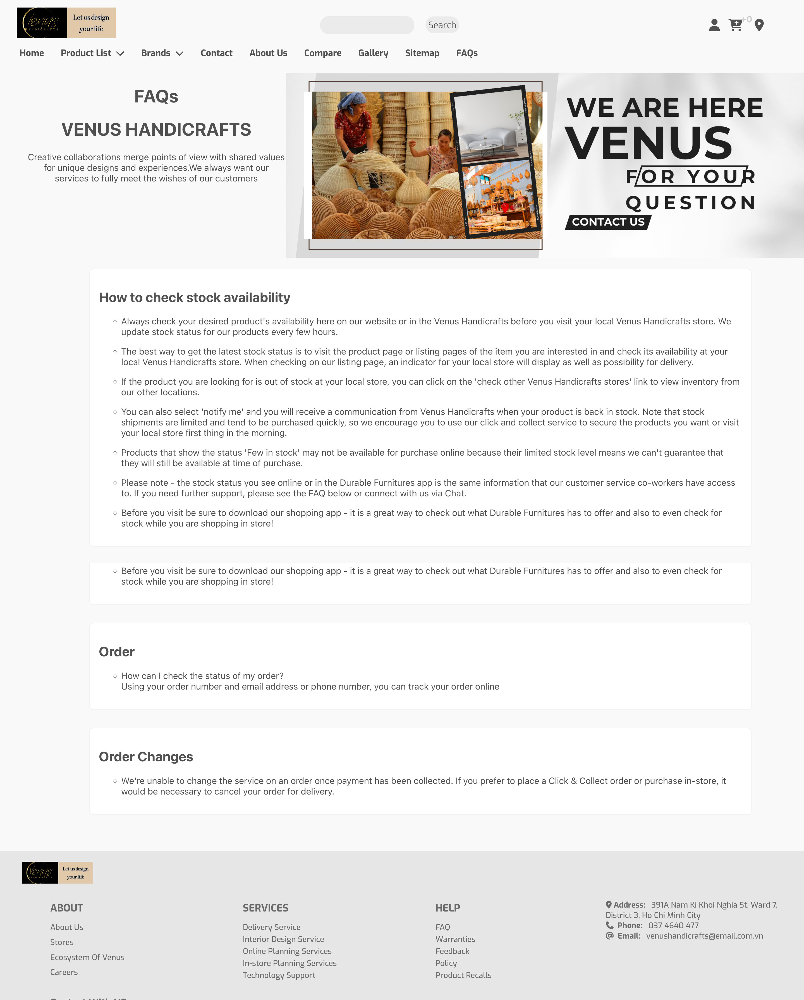 Venus
HANDICRAFTS
Let us design
your life
Search
+0
Home Product List Brands Contact About Us Compare Gallery Sitemap FAQs
FAQs
VENUS HANDICRAFTS
Creative collaborations merge points of view with shared values
for unique designs and experiences.We always want our
services to fully meet the wishes of our customers
WE ARE HERE
VENUS
FOR YOUR
QUESTION
CONTACT US
How to check stock availability
Always check your desired product's availability here on our website or in the Venus Handicrafts before you visit your local Venus Handicrafts store. We
update stock status for our products every few hours.
The best way to get the latest stock status is to visit the product page or listing pages of the item you are interested in and check its availability at your
local Venus Handicrafts store. When checking on our listing page, an indicator for your local store will display as well as possibility for delivery.
If the product you are looking for is out of stock at your local store, you can click on the 'check other Venus Handicrafts stores' link to view inventory from
our other locations.
You can also select 'notify me' and you will receive a communication from Venus Handicrafts when your product is back in stock. Note that stock
shipments are limited and tend to be purchased quickly, so we encourage you to use our click and collect service to secure the products you want or visit
your local store first thing in the morning.
Products that show the status 'Few in stock' may not be available for purchase online because their limited stock level means we can't guarantee that
they will still be available at time of purchase.
Please note - the stock status you see online or in the Durable Furnitures app is the same information that our customer service co-workers have access
to. If you need further support, please see the FAQ below or connect with us via Chat.
Before you visit be sure to download our shopping app - it is a great way to check out what Durable Furnitures has to offer and also to even check for
stock while you are shopping in store!
Before you visit be sure to download our shopping app - it is a great way to check out what Durable Furnitures has to offer and also to even check for
stock while you are shopping in store!
Order
How can I check the status of my order?
Using your order number and email address or phone number, you can track your order online
Order Changes
We're unable to change the service on an order once payment has been collected. If you prefer to place a Click & Collect order or purchase in-store, it
would be necessary to cancel your order for delivery.
Venus
HANDICRAFTS
Let us design
your life
ABOUT
About Us
Stores
Ecosystem Of Venus
Careers
SERVICES
Delivery Service
Interior Design Service
Online Planning Services
In-store Planning Services
Technology Support
HELP
FAQ
Warranties
Feedback
Policy
Product Recalls
Address: 391A Nam Ki Khoi Nghia St, Ward 7,
District 3, Ho Chi Minh City
Phone: 037 4640 477
Email: venushandicrafts@email.com.vn